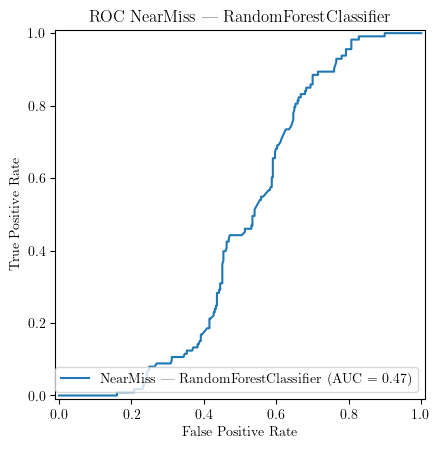 ROC NearMiss — RandomForestClassifier
1.0
0.8
0.6
0.4
0.2
0.0
True Positive Rate
NearMiss — RandomForestClassifier (AUC = 0.47)
0.0 0.2 0.4 0.6 0.8 1.0
False Positive Rate